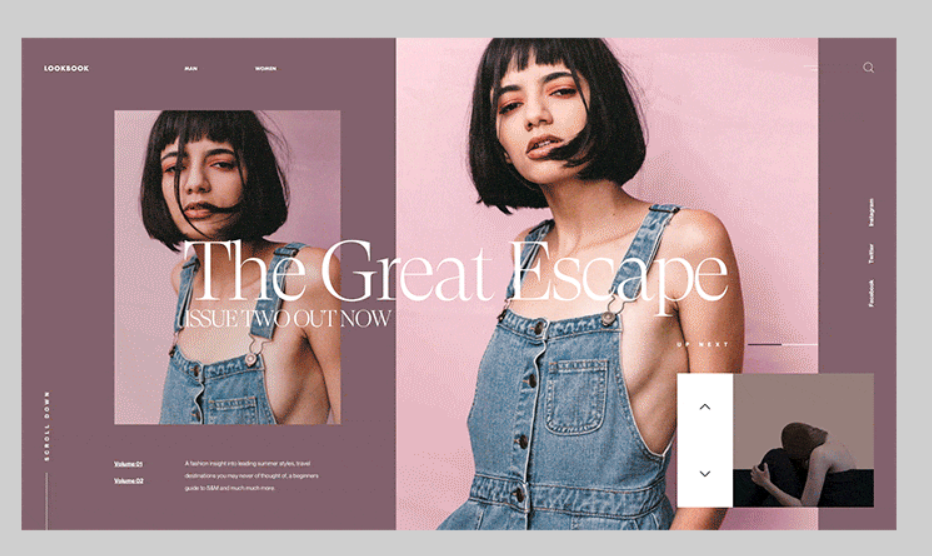 LOOKBOOK
MAN
WOMEN
The Great Escape
ISSUE TWO OUT NOW
UP NEXT
Instagram
Twitter
Facebook
SCROLL DOWN
Volume 01
Volume 02
A fashion insight into leading summer styles, travel
destinations you may never of thought of, a beginners
guide to S&M and much much more.